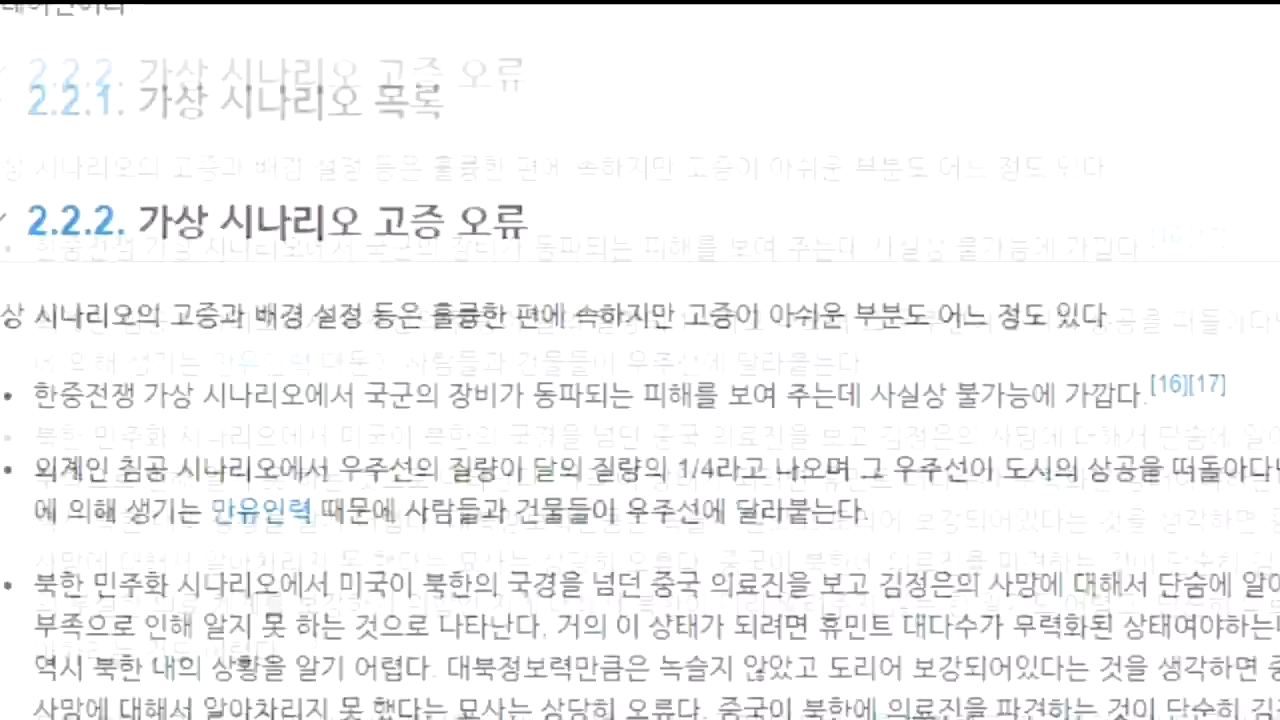 2.2.1. 가상 시나리오 목록
2.2.2. 가상 시나리오 고증 오류
상 시나리오의 고증과 배경 설정 등은 훌륭한 편에 속하지만 고증이 아쉬운 부분도 어느 정도 있다.
• 한중전쟁 가상 시나리오에서 국군의 장비가 동파되는 피해를 보여 주는데 사실상 불가능에 가깝다.[16][17]
• 외계인 침공 시나리오에서 우주선의 질량이 달의 질량의 1/4라고 나오며 그 우주선이 도시의 상공을 떠돌아다
에 의해 생기는 만유인력 때문에 사람들과 건물들이 우주선에 달라붙는다.
• 북한 민주화 시나리오에서 미국이 북한의 국경을 넘던 중국 의료진을 보고 김정은의 사망에 대해서 단숨에 알아
부족으로 인해 알지 못 하는 것으로 나타난다. 거의 이 상태가 되려면 휴민트 대다수가 무력화된 상태여야하는
역시 북한 내의 상황을 알기 어렵다. 대북정보력만큼은 녹슬지 않았고 도리어 보강되어있다는 것을 생각하면 중
사망에 대해서 알아차리지 못 했다는 묘사는 상당히 오류다. 중국이 북한에 의료진을 파견하는 것이 단순히 김